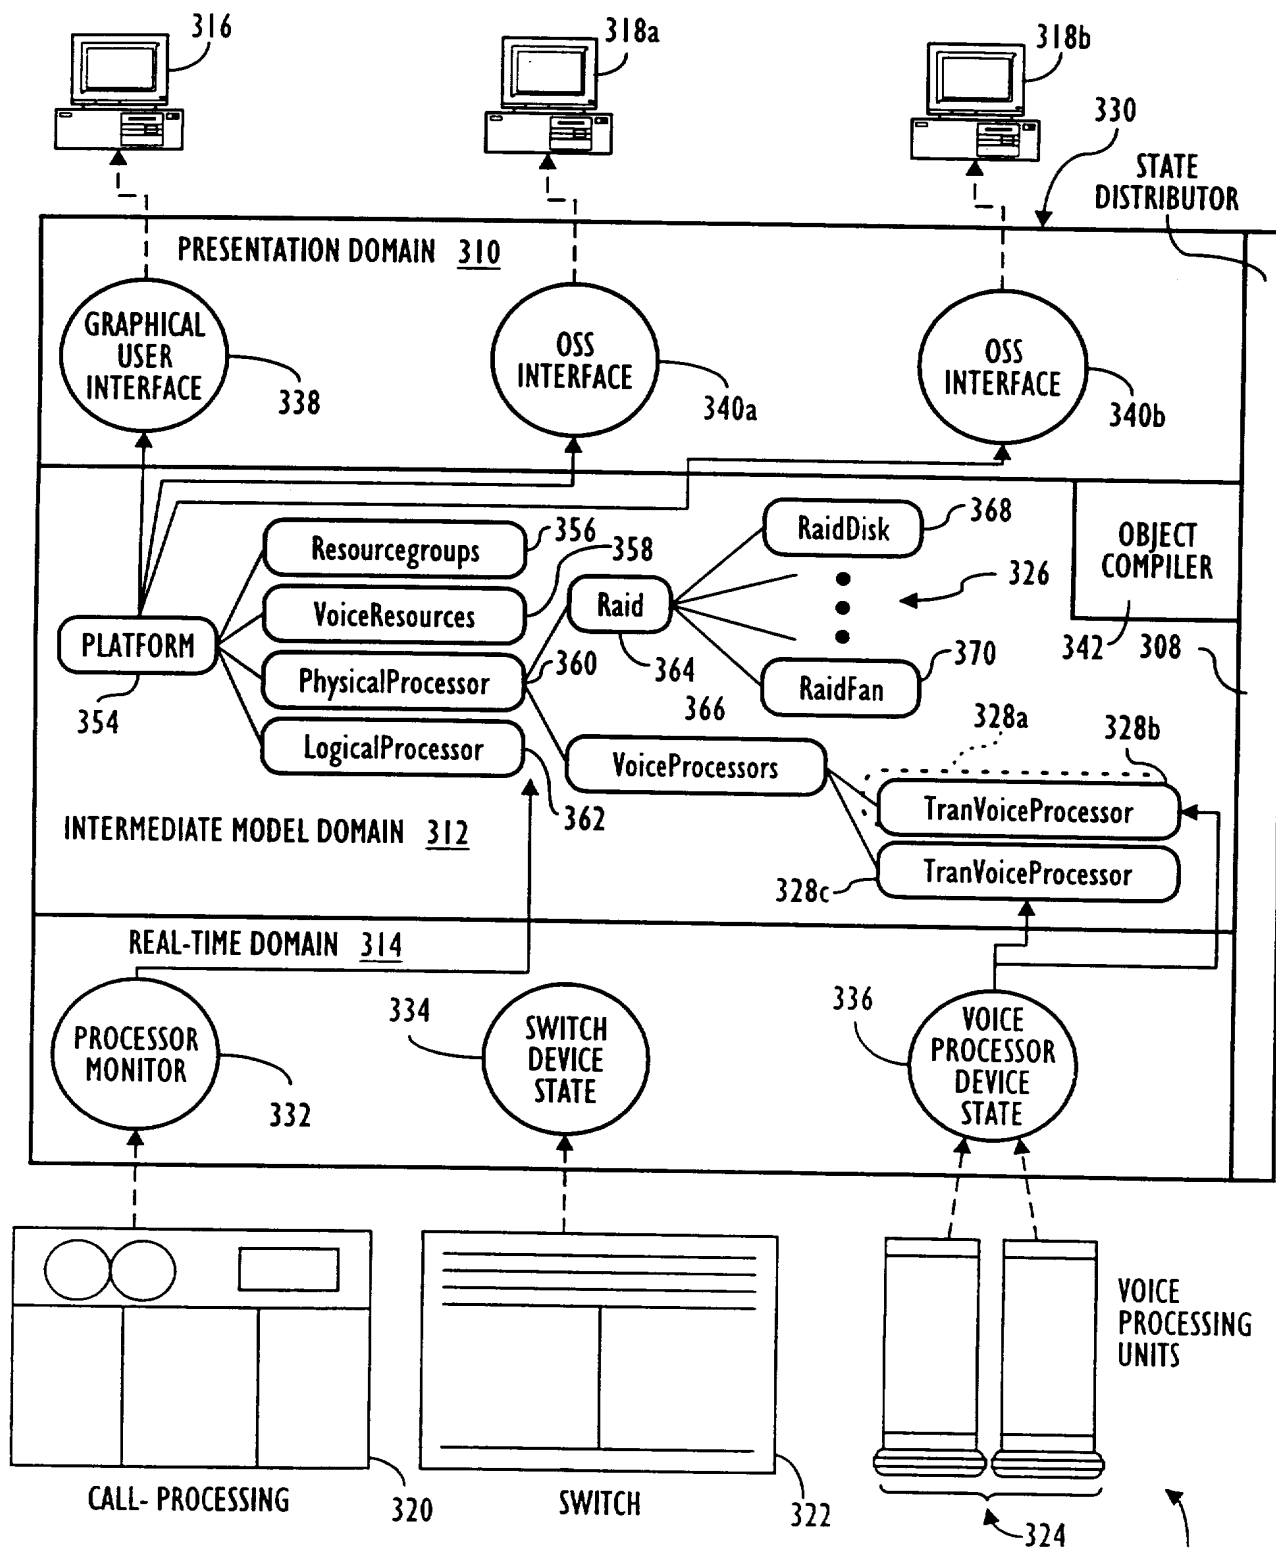 316
318a
318b
330
STATE
DISTRIBUTOR
PRESENTATION DOMAIN 310
GRAPHICAL
USER
INTERFACE
338
OSS
INTERFACE
340a
OSS
INTERFACE
340b
Resourcegroups
356
358
VoiceResources
PLATFORM
354
PhysicalProcessor
360
LogicalProcessor
362
Raid
364
366
RaidDisk
368
326
RaidFan
370
OBJECT
COMPILER
342
308
VoiceProcessors
328a
328b
TranVoiceProcessor
TranVoiceProcessor
328c
INTERMEDIATE MODEL DOMAIN 312
REAL-TIME DOMAIN 314
PROCESSOR
MONITOR
332
334
SWITCH
DEVICE
STATE
336
VOICE
PROCESSOR
DEVICE
STATE
VOICE
PROCESSING
UNITS
CALL- PROCESSING
320
SWITCH
322
324